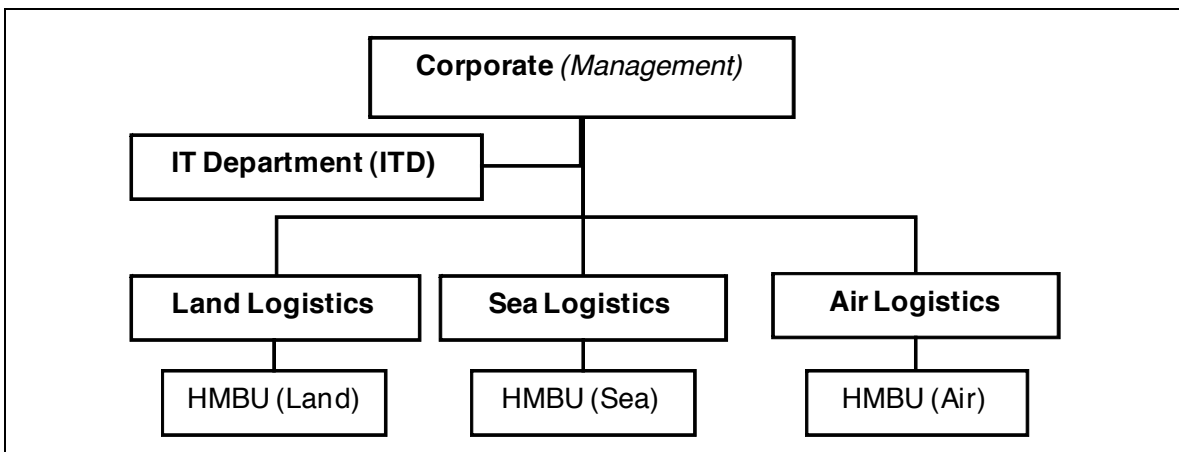 Corporate (Management)
IT Department (ITD)
Land Logistics
Sea Logistics
Air Logistics
HMBU (Land)
HMBU (Sea)
HMBU (Air)